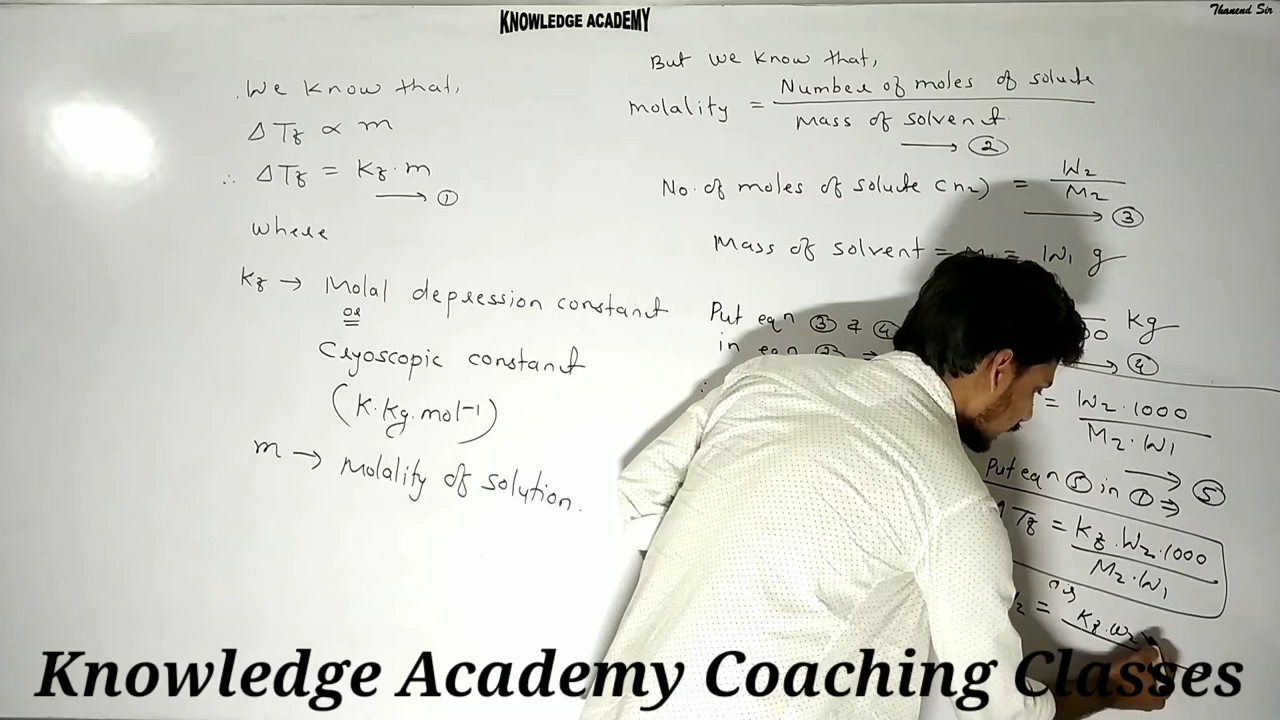 KNOWLEDGE ACADEMY
Thanend Sir
We know that,
Δ Tf ∝ m
∴ Δ Tf = Kf · m
→ ①
where
Kf → Molal depression constant
or
Cryoscopic constant
(K·Kg·mol⁻¹)
m → Molality of solution.
But we know that,
Molality = Number of moles of solute / Mass of solvent
→ ②
No. of moles of solute (n₂) = W₂ / M₂
→ ③
Mass of solvent = = W₁ g
Kg
→ ④
Put eqn ③ & ④
in eqn ② ⇒
= W₂ · 1000 / M₂ · W₁
→ ⑤
Put eqn ⑤ in ① ⇒
Δ Tf = Kf · W₂ · 1000 / M₂ · W₁
= Kf · W₂
Knowledge Academy Coaching Classes